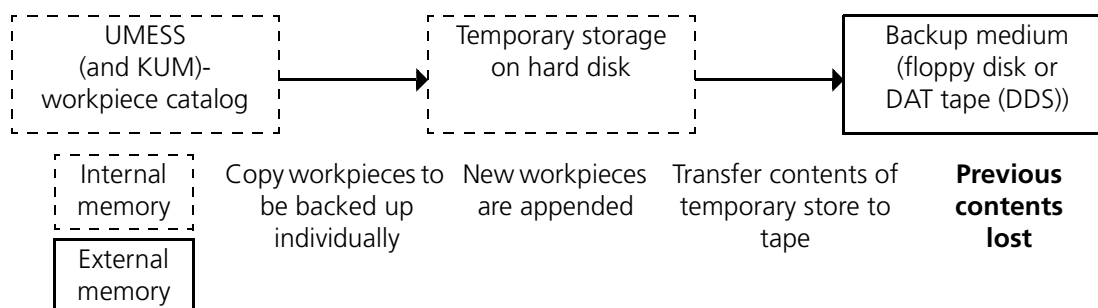 UMESS
(and KUM)-
workpiece catalog
Temporary storage
on hard disk
Backup medium
(floppy disk or
DAT tape (DDS))
Internal
memory
Copy workpieces to
be backed up
individually
New workpieces
are appended
Transfer contents of
temporary store to
tape
Previous
contents
lost
External
memory